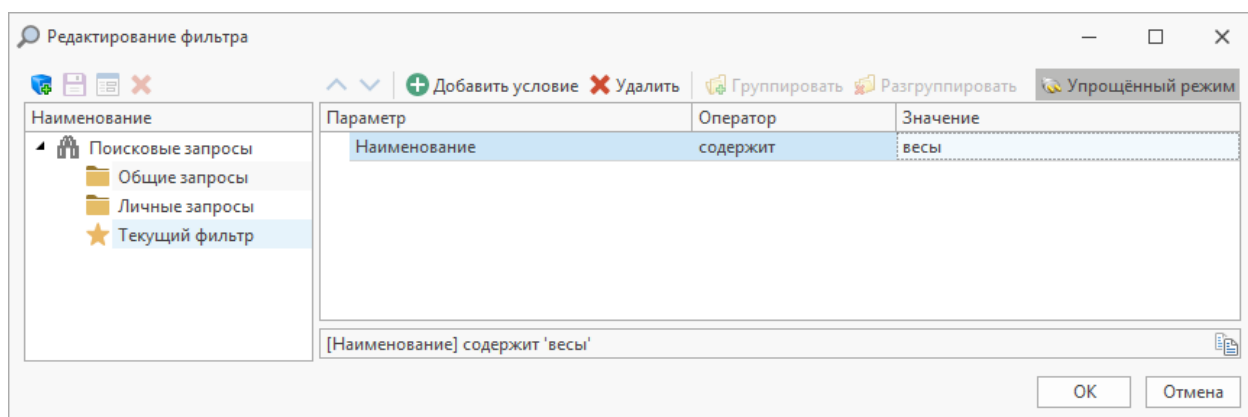 Редактирование фильтра
Добавить условие Удалить Группировать Разгруппировать Упрощённый режим
Наименование
Поисковые запросы
Общие запросы
Личные запросы
Текущий фильтр
Параметр Оператор Значение
Наименование содержит весы
[Наименование] содержит 'весы'
OK Отмена